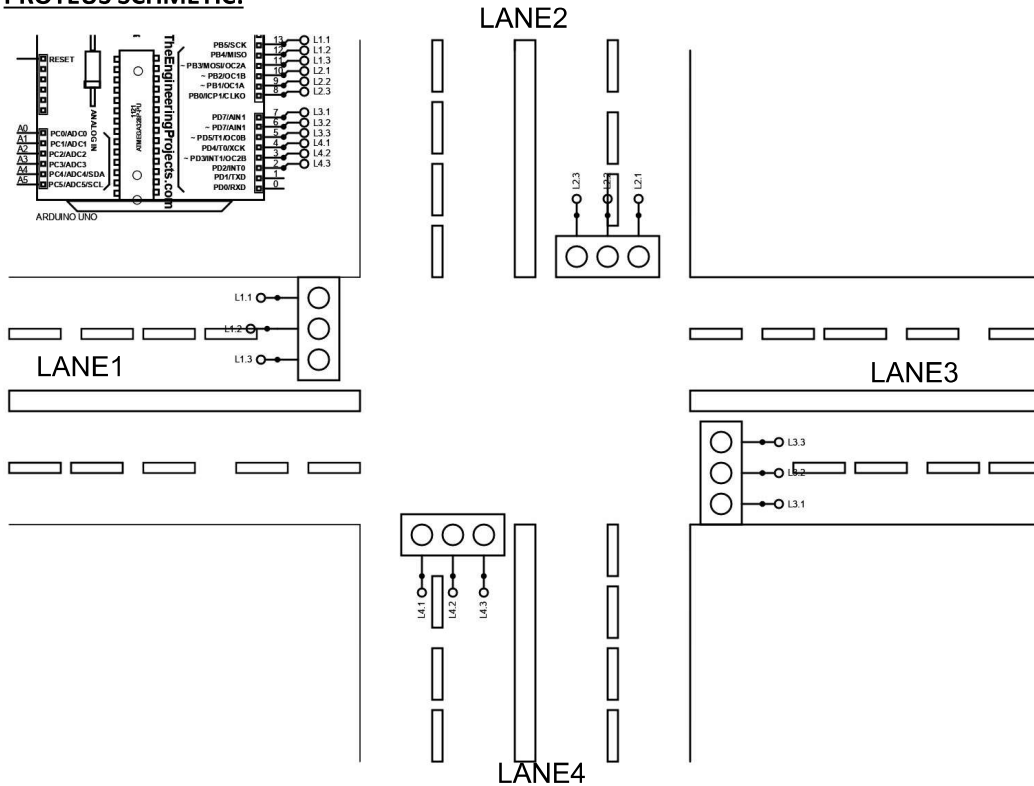 PROTEUS SCHMETIC:
LANE2
RESET
A0
A1
A2
A3
A4
A5
PC0/ADC0
PC1/ADC1
PC2/ADC2
PC3/ADC3
PC4/ADC4/SDA
PC5/ADC5/SCL
ANALOG IN
1121
ATMEGA328P-PU
TheEngineeringProjects.com
PB5/SCK 13 L1.1
PB4/MISO 12 L1.2
~ PB3/MOSI/OC2A 11 L1.3
~ PB2/OC1B 10 L2.1
~ PB1/OC1A 9 L2.2
PB0/ICP1/CLKO 8 L2.3
PD7/AIN1 7 L3.1
~ PD7/AIN1 6 L3.2
~ PD5/T1/OC0B 5 L3.3
PD4/T0/XCK 4 L4.1
~ PD3/INT1/OC2B 3 L4.2
PD2/INT0 2 L4.3
PD1/TXD 1
PD0/RXD 0
ARDUINO UNO
L2.3
L2.2
L2.1
L1.1
L1.2
L1.3
LANE1
LANE3
L3.3
L3.2
L3.1
L4.1
L4.2
L4.3
LANE4